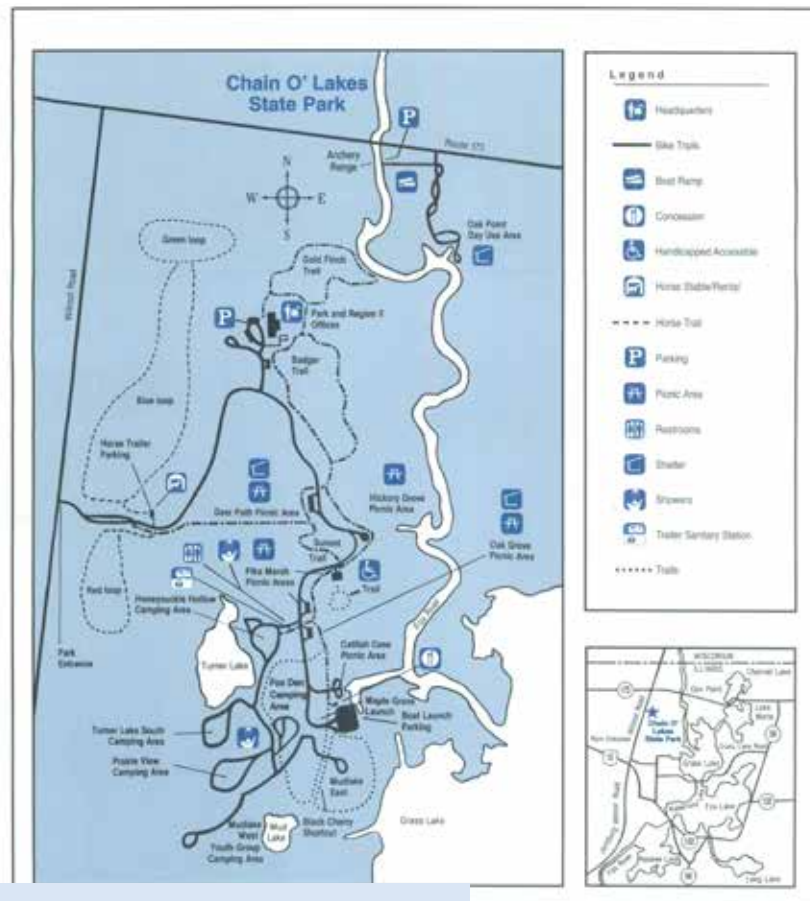 Chain O' Lakes
State Park
Route 173
Archery
Range
N
W
E
S
Oak Point
Day Use Area
Green loop
Gold Finch
Trail
Wilmot Road
Park and Region II
Offices
Badger
Trail
Blue loop
Horse Trailer
Parking
Deer Path Picnic Area
Hickory Grove
Picnic Area
Oak Grove
Picnic Area
Sunset
Trail
Pike Marsh
Picnic Areas
Trail
Red loop
Honeysuckle Hollow
Camping Area
Park
Entrance
Turner Lake
Catfish Cove
Picnic Area
Fox Den
Camping
Area
Maple Grove
Launch
Boat Launch
Parking
Turner Lake South
Camping Area
Prairie View
Camping Area
Mudlake
East
Mudlake
West
Mud
Lake
Black Cherry
Shortcut
Youth Group
Camping Area
Grass Lake
Legend
Headquarters
Bike Trails
Boat Ramp
Concession
Handicapped Accessible
Horse Stable/Rental
Horse Trail
P Parking
Picnic Area
Restrooms
Shelter
Showers
Trailer Sanitary Station
Trails
WISCONSIN
ILLINOIS
Channel Lake
Lake
Marie
Chain O'
Lakes
State Park
Grass Lake
Fox Lake
Long Lake